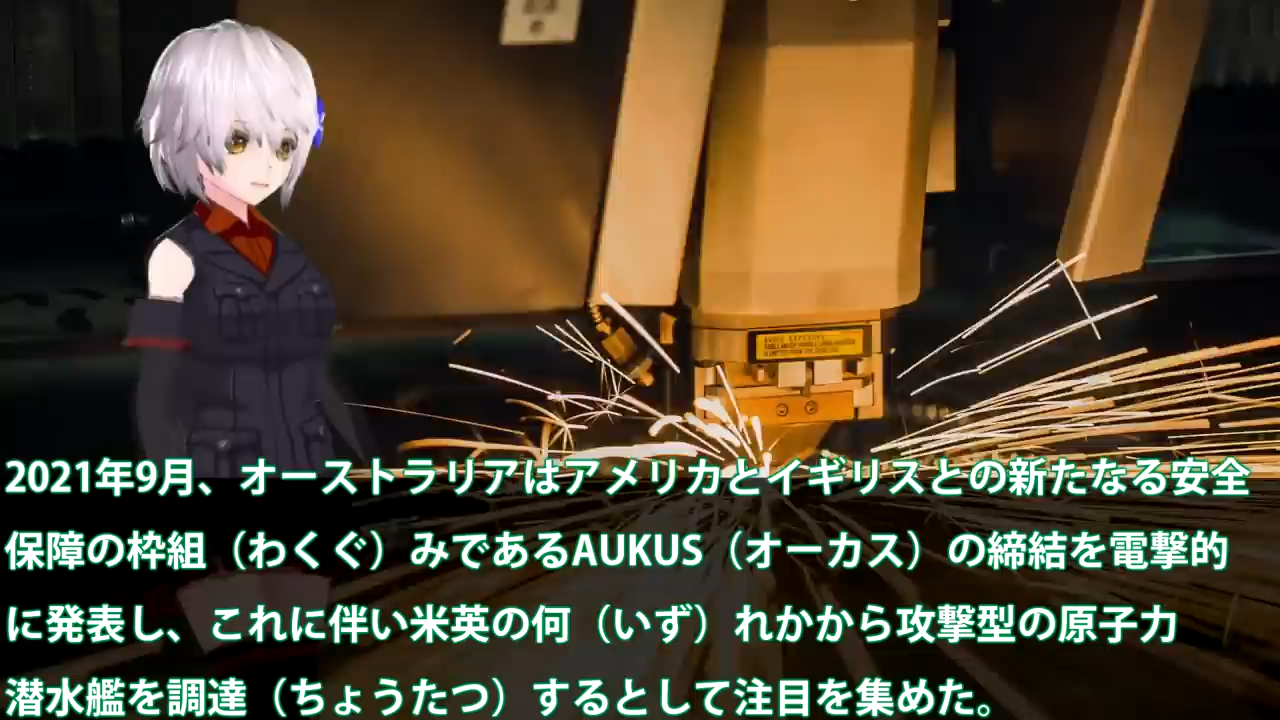 2021年9月、オーストラリアはアメリカとイギリスとの新たなる安全
保障の枠組（わくぐ）みであるAUKUS（オーカス）の締結を電撃的
に発表し、これに伴い米英の何（いず）れかから攻撃型の原子力
潜水艦を調達（ちょうたつ）するとして注目を集めた。